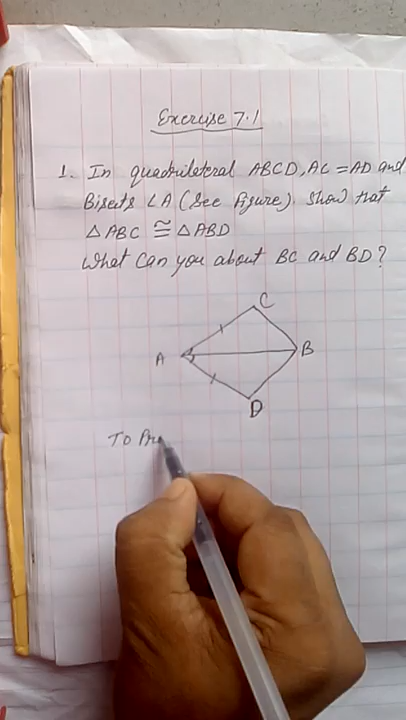 Exercise 7.1
1. In quadrilateral ABCD, AC = AD and
Bisects ∠A (See figure). Show that
△ABC ≅ △ABD
What can you about BC and BD?
C
A
B
D
To Pro